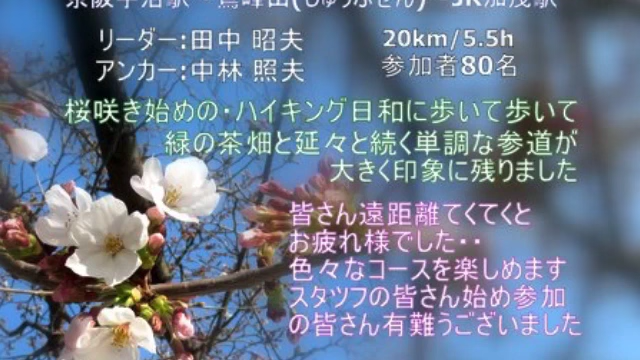 京阪宇治駅～鷲峰山(じゅうぶせん)～JR加茂駅
リーダー:田中 昭夫
20km/5.5h
アンカー:中林 照夫
参加者80名
桜咲き始めの・ハイキング日和に歩いて歩いて
緑の茶畑と延々と続く単調な参道が
大きく印象に残りました
皆さん遠距離てくてくと
お疲れ様でした・・
色々なコースを楽しめます
スタツフの皆さん始め参加
の皆さん有難うございました